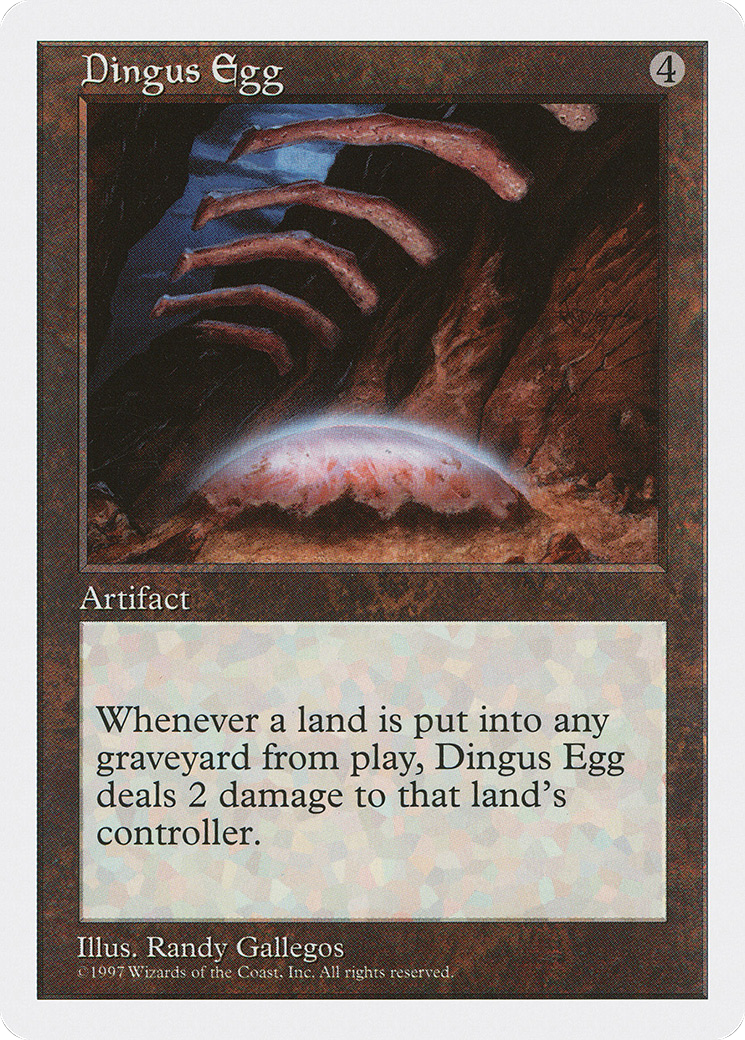 Dingus Egg
4
Artifact
Whenever a land is put into any
graveyard from play, Dingus Egg
deals 2 damage to that land's
controller.
Illus. Randy Gallegos
©1997 Wizards of the Coast, Inc. All rights reserved.